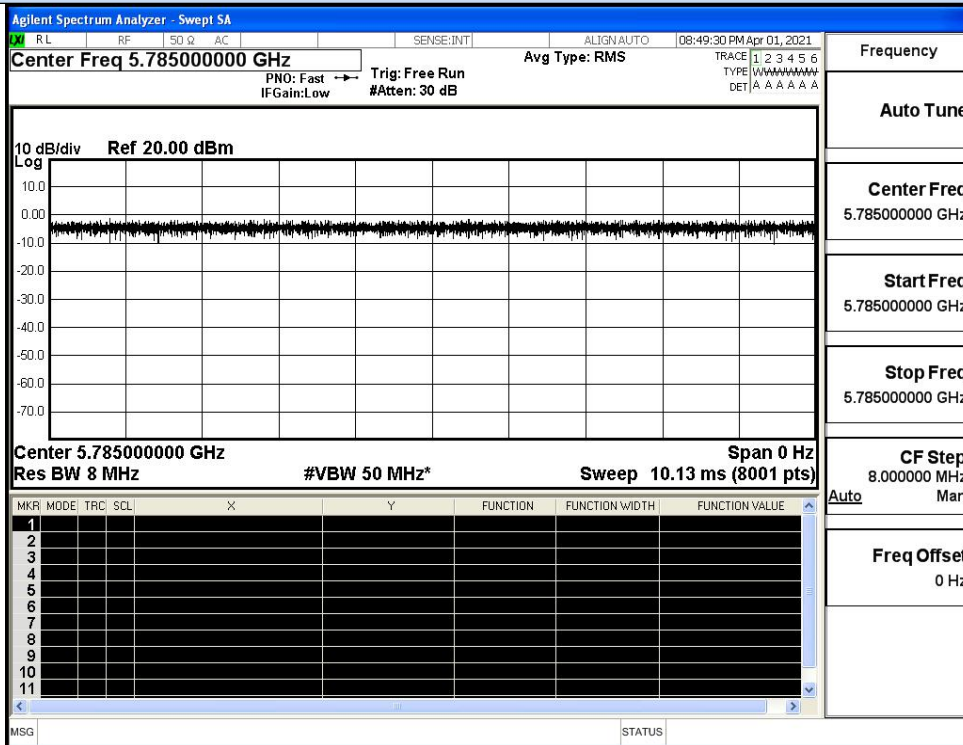 Agilent Spectrum Analyzer - Swept SA
LXI RL RF 50 Ω AC SENSE:INT ALIGN AUTO 08:49:30 PM Apr 01, 2021
Center Freq 5.785000000 GHz
Avg Type: RMS
TRACE 1 2 3 4 5 6
PNO: Fast Trig: Free Run
TYPE WWWWWW
IFGain:Low #Atten: 30 dB
DET A A A A A A
10 dB/div Ref 20.00 dBm
Log
10.0
0.00
-10.0
-20.0
-30.0
-40.0
-50.0
-60.0
-70.0
Center 5.785000000 GHz Span 0 Hz
Res BW 8 MHz #VBW 50 MHz* Sweep 10.13 ms (8001 pts)
MKR MODE TRC SCL X Y FUNCTION FUNCTION WIDTH FUNCTION VALUE
1
2
3
4
5
6
7
8
9
10
11
MSG STATUS
Frequency
Auto Tune
Center Freq
5.785000000 GHz
Start Freq
5.785000000 GHz
Stop Freq
5.785000000 GHz
CF Step
8.000000 MHz
Auto Man
Freq Offset
0 Hz